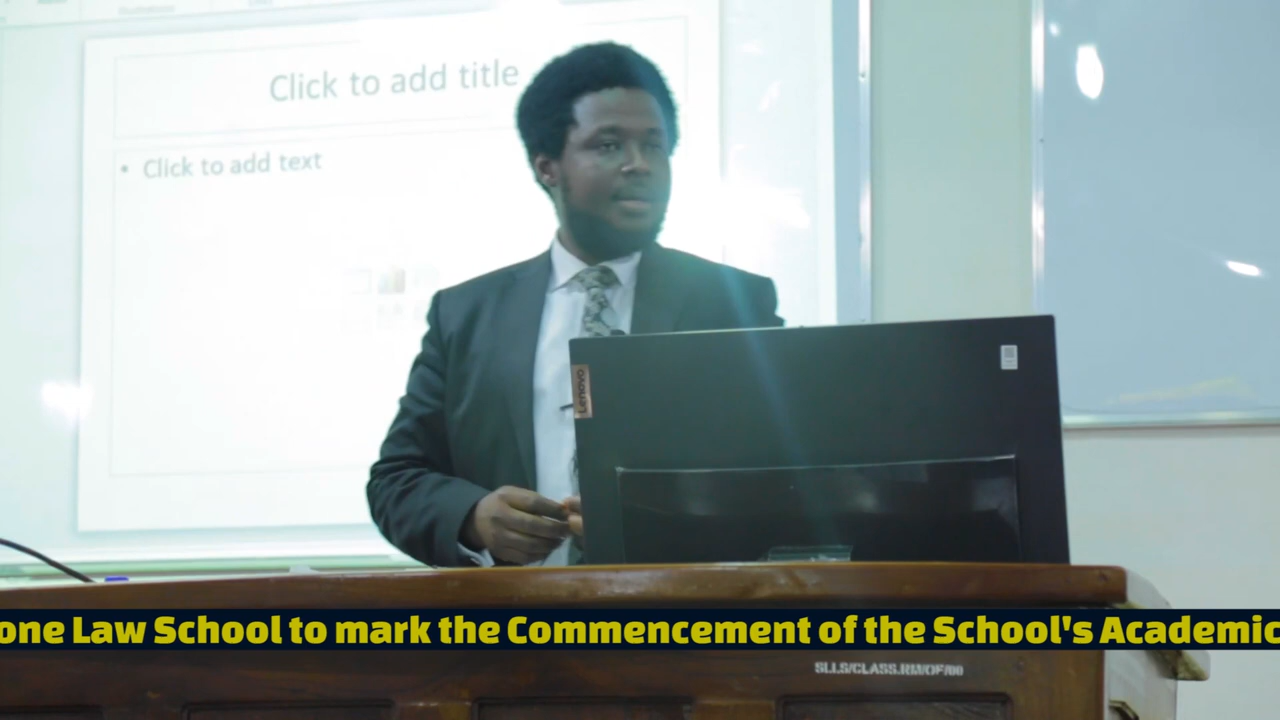 Click to add title
• Click to add text
Lenovo
one Law School to mark the Commencement of the School's Academic
SLLS/CLASS.RM/OF/00